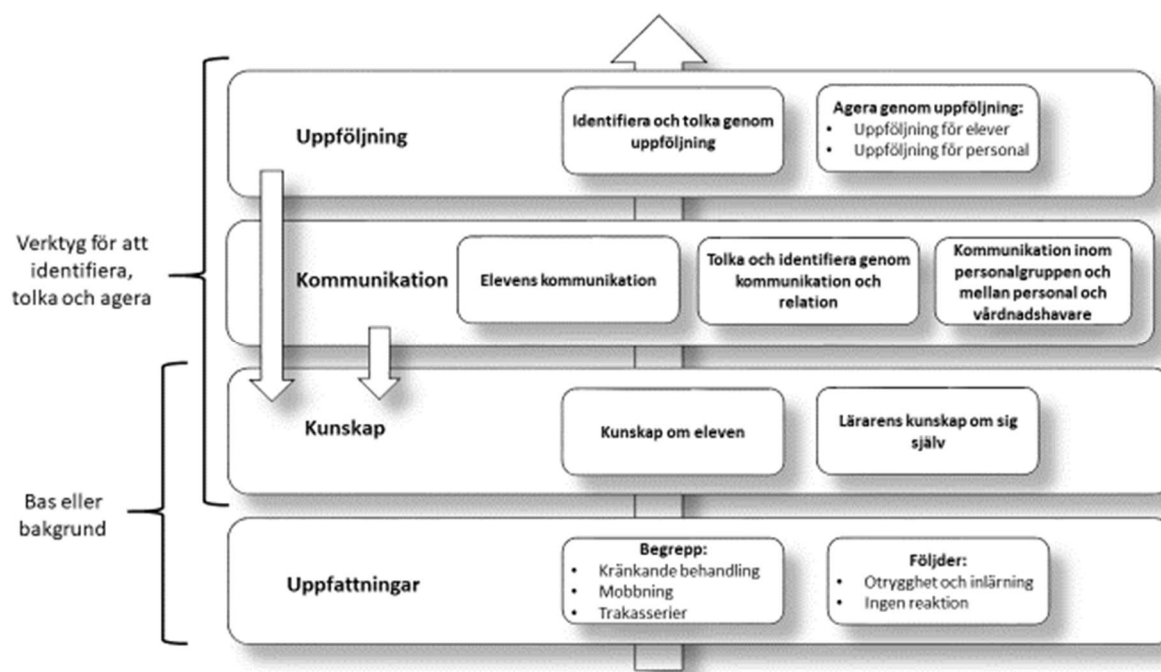 Uppföljning
Identifiera och tolka genom
uppföljning
Agera genom uppföljning:
• Uppföljning för elever
• Uppföljning för personal
Verktyg för att
identifiera,
tolka och agera
Kommunikation
Elevens kommunikation
Tolka och identifiera genom
kommunikation och
relation
Kommunikation inom
personalgruppen och
mellan personal och
vårdnadshavare
Kunskap
Kunskap om eleven
Lärarens kunskap om sig
själv
Bas eller
bakgrund
Uppfattningar
Begrepp:
• Kränkande behandling
• Mobbning
• Trakasserier
Följder:
• Otrygghet och inlärning
• Ingen reaktion